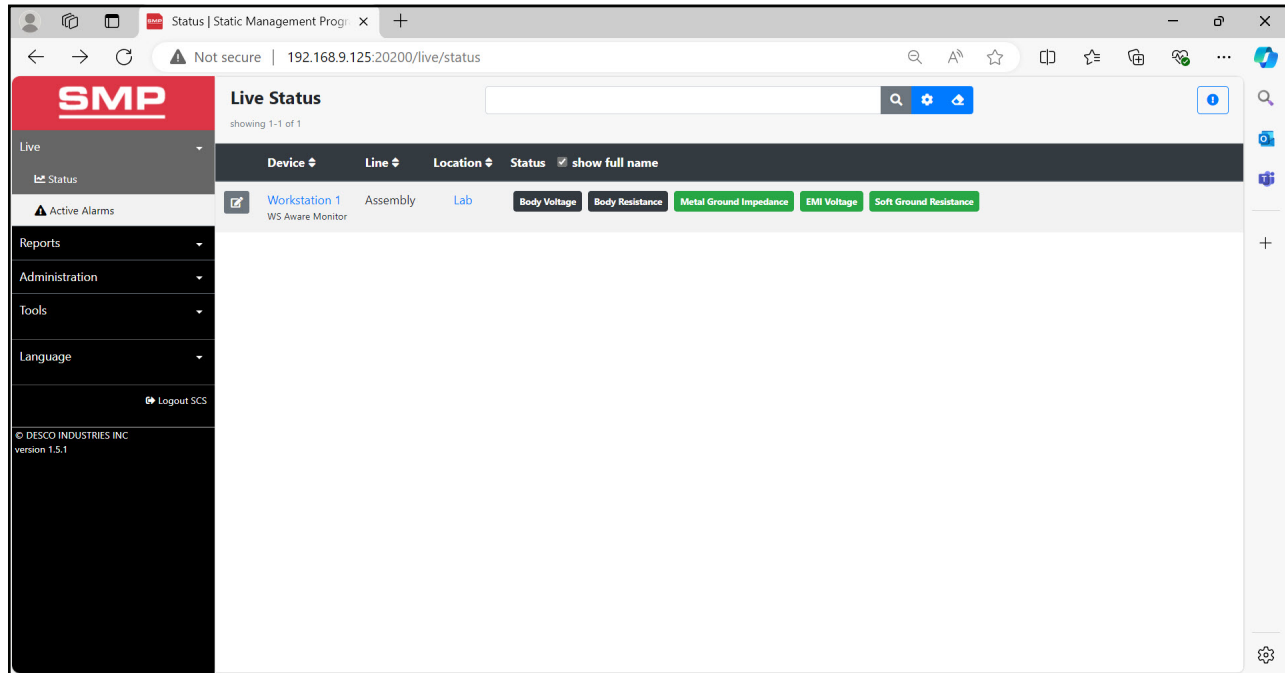 Status | Static Management Progr
Not secure | 192.168.9.125:20200/live/status
SMP
Live Status
showing 1-1 of 1
Live
Status
Active Alarms
Reports
Administration
Tools
Language
Logout SCS
© DESCO INDUSTRIES INC
version 1.5.1
Device Line Location Status show full name
Workstation 1 Assembly Lab Body Voltage Body Resistance Metal Ground Impedance EMI Voltage Soft Ground Resistance
WS Aware Monitor